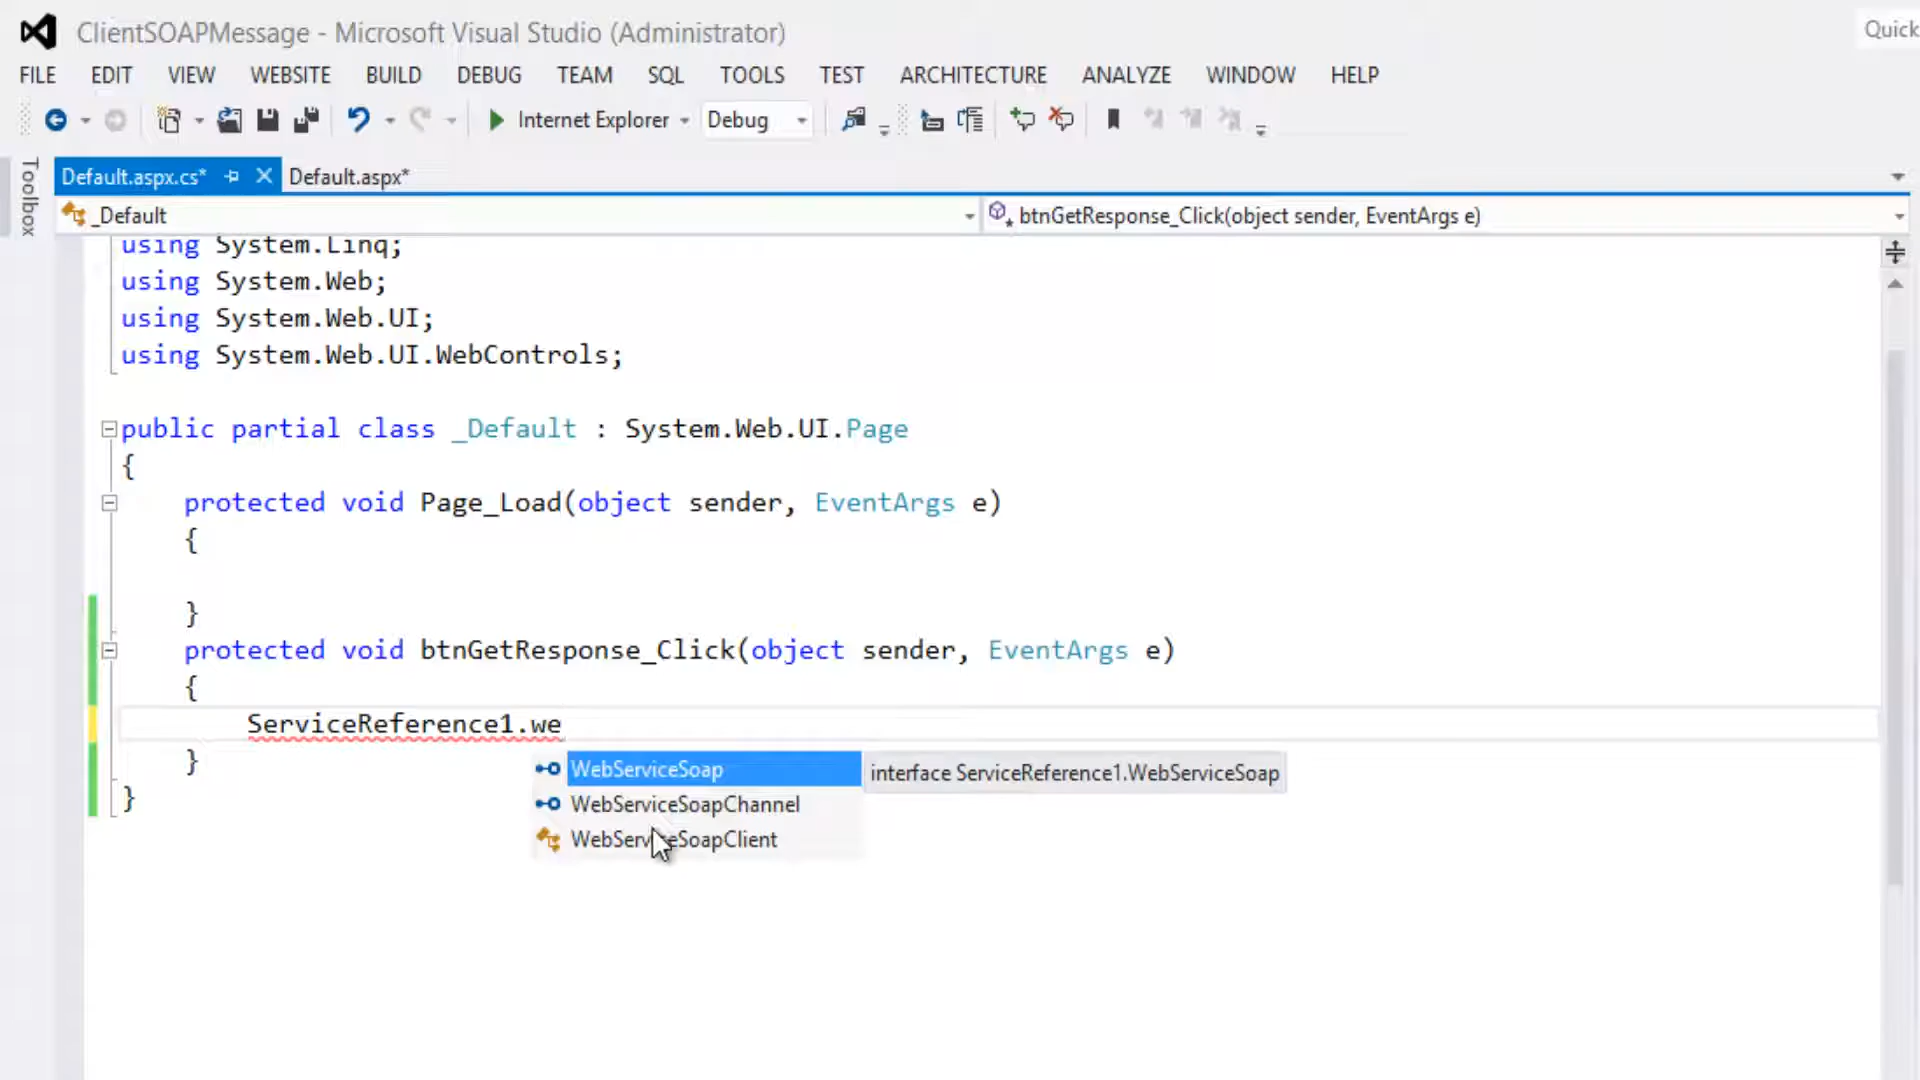 ClientSOAPMessage - Microsoft Visual Studio (Administrator)
Quick
FILE EDIT VIEW WEBSITE BUILD DEBUG TEAM SQL TOOLS TEST ARCHITECTURE ANALYZE WINDOW HELP
Internet Explorer Debug
Toolbox
Default.aspx.cs* Default.aspx*
_Default btnGetResponse_Click(object sender, EventArgs e)
using System.Linq;
using System.Web;
using System.Web.UI;
using System.Web.UI.WebControls;
public partial class _Default : System.Web.UI.Page
{
protected void Page_Load(object sender, EventArgs e)
{
}
protected void btnGetResponse_Click(object sender, EventArgs e)
{
ServiceReference1.we
}
}
WebServiceSoap interface ServiceReference1.WebServiceSoap
WebServiceSoapChannel
WebServiceSoapClient